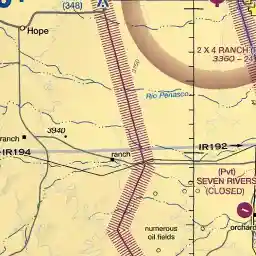 (348)
Hope
2 X 4 RANCH
3360 - 24
Rio Penasco
3940
ranch
IR194
ranch
IR192
(Pvt)
SEVEN RIVERS
(CLOSED)
orchard
numerous
oil fields